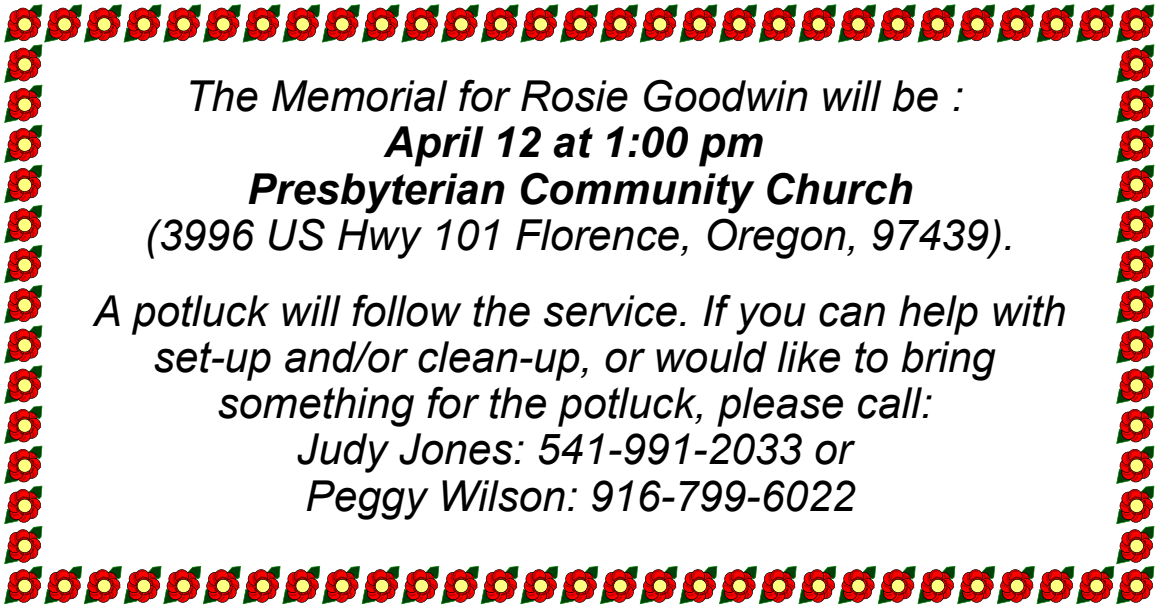 The Memorial for Rosie Goodwin will be :
April 12 at 1:00 pm
Presbyterian Community Church
(3996 US Hwy 101 Florence, Oregon, 97439).
A potluck will follow the service. If you can help with
set-up and/or clean-up, or would like to bring
something for the potluck, please call:
Judy Jones: 541-991-2033 or
Peggy Wilson: 916-799-6022